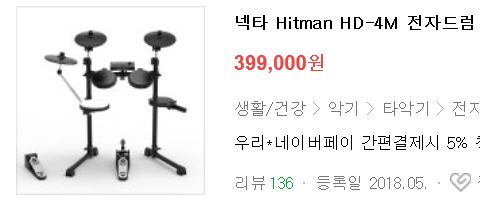 넥타 Hitman HD-4M 전자드럼
399,000원
생활/건강 > 악기 > 타악기 > 전자
우리*네이버페이 간편결제시 5%
리뷰 136 · 등록일 2018.05. ·